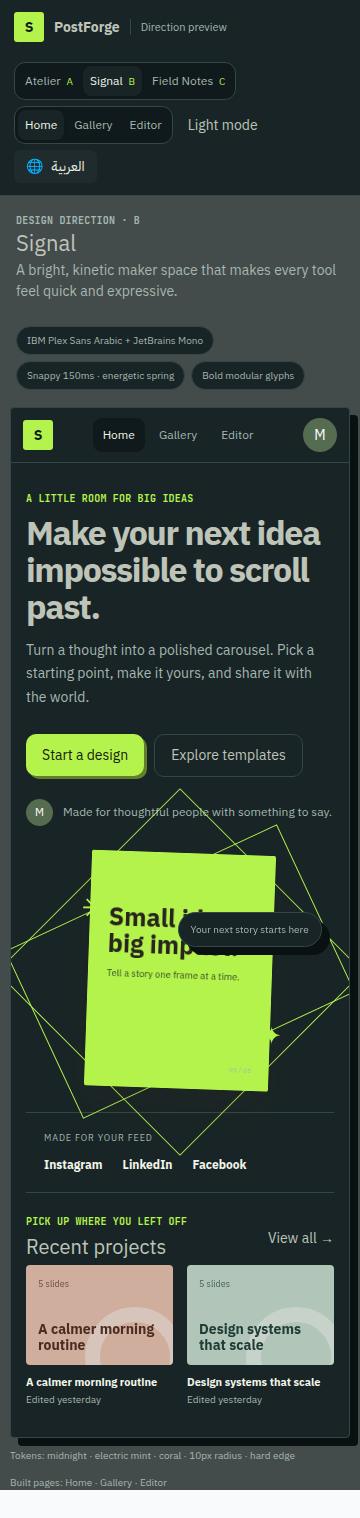 S PostForge Direction preview
Atelier A Signal B Field Notes C
Home Gallery Editor Light mode
العربية
DESIGN DIRECTION · B
Signal
A bright, kinetic maker space that makes every tool
feel quick and expressive.
IBM Plex Sans Arabic + JetBrains Mono
Snappy 150ms · energetic spring Bold modular glyphs
S Home Gallery Editor M
A LITTLE ROOM FOR BIG IDEAS
Make your next idea
impossible to scroll
past.
Turn a thought into a polished carousel. Pick a
starting point, make it yours, and share it with
the world.
Start a design Explore templates
M Made for thoughtful people with something to say.
Small
big
Your next story starts here
Tell a story one frame at a time.
MADE FOR YOUR FEED
Instagram LinkedIn Facebook
PICK UP WHERE YOU LEFT OFF
Recent projects View all →
5 slides 5 slides
A calmer morning
routine
Design systems
that scale
A calmer morning routine Design systems that scale
Edited yesterday Edited yesterday
Tokens: midnight · electric mint · coral · 10px radius · hard edge
Built pages: Home · Gallery · Editor